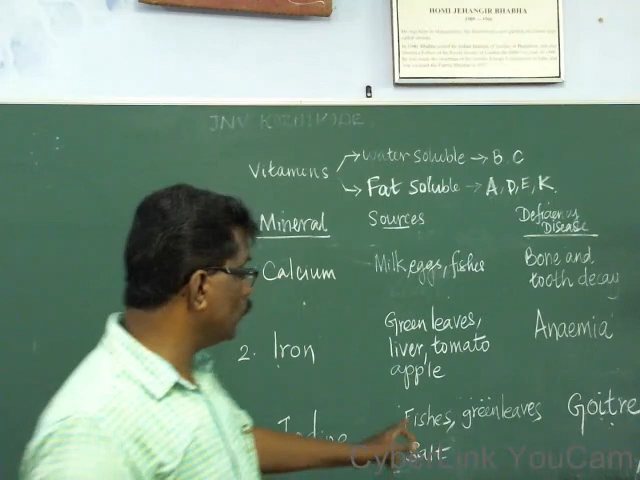 HOMI JEHANGIR BHABHA
1909 – 1966
JNV KOZHIKODE
Vitamins
→ Water soluble → B, C
→ Fat Soluble → A, D, E, K.
Mineral Sources Deficiency Disease
Calcium Milk, eggs, fishes Bone and
tooth decay
2. Iron Green leaves,
liver, tomato
apple
Anaemia
Iodine Fishes, green leaves Goitre
Salt
CyberLink YouCam